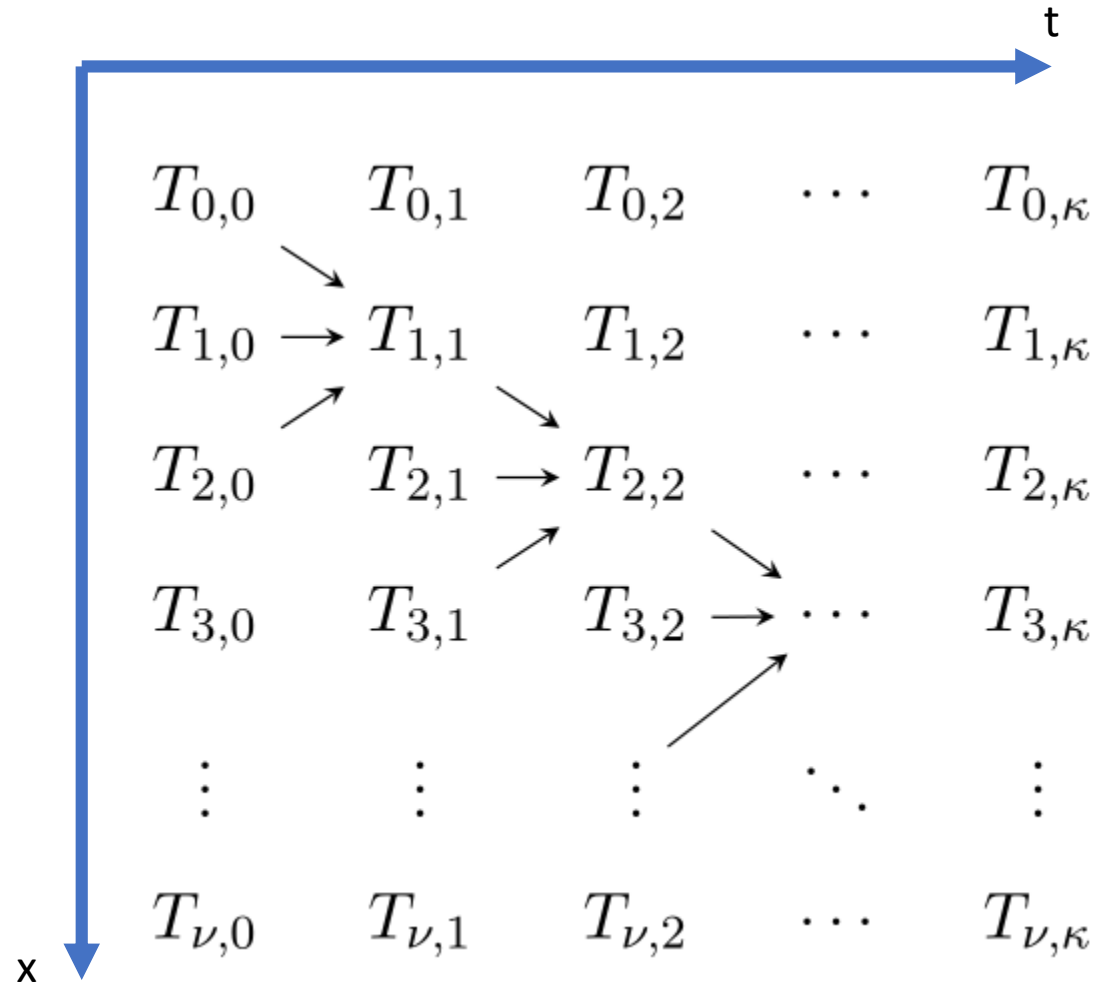 t
T₀,₀ T₀,₁ T₀,₂ ⋯ T₀,κ
T₁,₀ T₁,₁ T₁,₂ ⋯ T₁,κ
T₂,₀ T₂,₁ T₂,₂ ⋯ T₂,κ
T₃,₀ T₃,₁ T₃,₂ ⋯ T₃,κ
⋮ ⋮ ⋮ ⋱ ⋮
Tν,₀ Tν,₁ Tν,₂ ⋯ Tν,κ
x